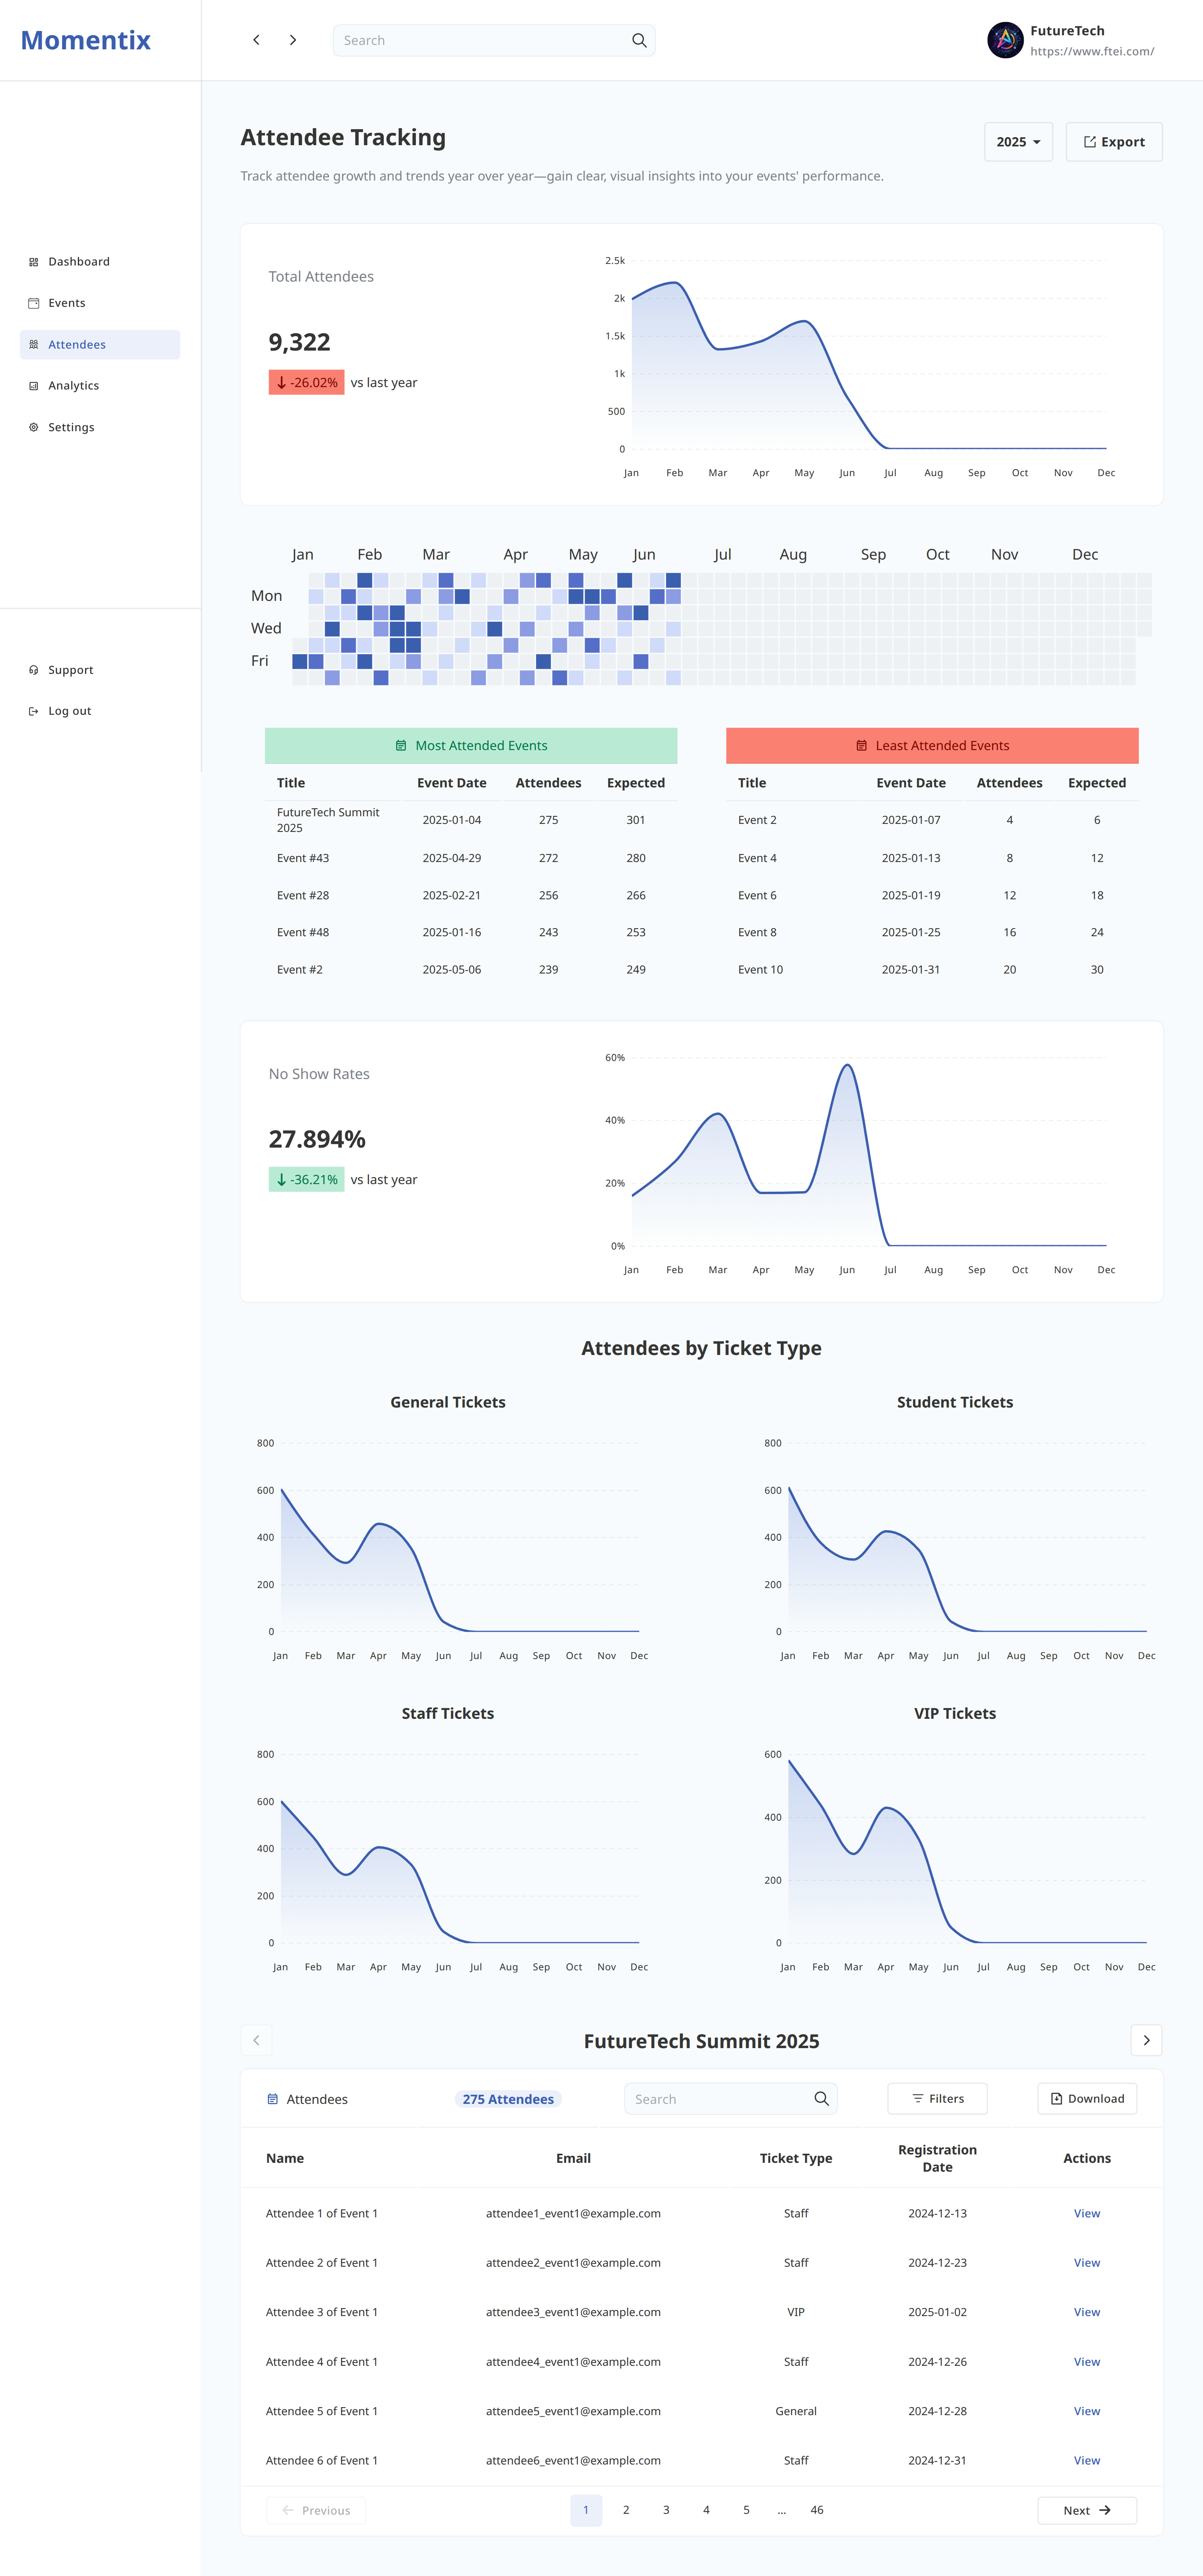 Momentix
Search
FutureTech
https://www.ftei.com/
Dashboard
Events
Attendees
Analytics
Settings
Support
Log out
Attendee Tracking
2025
Export
Track attendee growth and trends year over year—gain clear, visual insights into your events' performance.
Total Attendees
9,322
-26.02% vs last year
2.5k
2k
1.5k
1k
500
0
Jan Feb Mar Apr May Jun Jul Aug Sep Oct Nov Dec
Jan Feb Mar Apr May Jun Jul Aug Sep Oct Nov Dec
Mon
Wed
Fri
Most Attended Events
Title Event Date Attendees Expected
FutureTech Summit
2025 2025-01-04 275 301
Event #43 2025-04-29 272 280
Event #28 2025-02-21 256 266
Event #48 2025-01-16 243 253
Event #2 2025-05-06 239 249
Least Attended Events
Title Event Date Attendees Expected
Event 2 2025-01-07 4 6
Event 4 2025-01-13 8 12
Event 6 2025-01-19 12 18
Event 8 2025-01-25 16 24
Event 10 2025-01-31 20 30
No Show Rates
27.894%
-36.21% vs last year
60%
40%
20%
0%
Jan Feb Mar Apr May Jun Jul Aug Sep Oct Nov Dec
Attendees by Ticket Type
General Tickets
800
600
400
200
0
Jan Feb Mar Apr May Jun Jul Aug Sep Oct Nov Dec
Student Tickets
800
600
400
200
0
Jan Feb Mar Apr May Jun Jul Aug Sep Oct Nov Dec
Staff Tickets
800
600
400
200
0
Jan Feb Mar Apr May Jun Jul Aug Sep Oct Nov Dec
VIP Tickets
600
400
200
0
Jan Feb Mar Apr May Jun Jul Aug Sep Oct Nov Dec
FutureTech Summit 2025
Attendees 275 Attendees Search Filters Download
Name Email Ticket Type Registration Date Actions
Attendee 1 of Event 1 attendee1_event1@example.com Staff 2024-12-13 View
Attendee 2 of Event 1 attendee2_event1@example.com Staff 2024-12-23 View
Attendee 3 of Event 1 attendee3_event1@example.com VIP 2025-01-02 View
Attendee 4 of Event 1 attendee4_event1@example.com Staff 2024-12-26 View
Attendee 5 of Event 1 attendee5_event1@example.com General 2024-12-28 View
Attendee 6 of Event 1 attendee6_event1@example.com Staff 2024-12-31 View
Previous 1 2 3 4 5 ... 46 Next